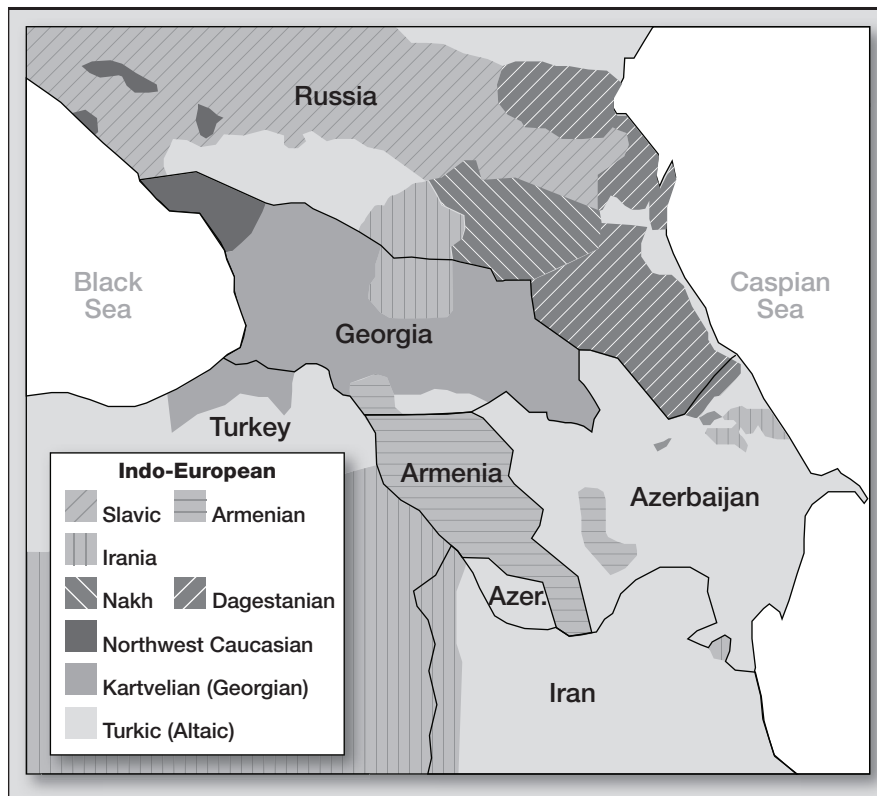 Russia
Black
Sea
Caspian
Sea
Georgia
Turkey
Armenia
Azerbaijan
Azer.
Iran
Indo-European
Slavic Armenian
Irania
Nakh Dagestanian
Northwest Caucasian
Kartvelian (Georgian)
Turkic (Altaic)